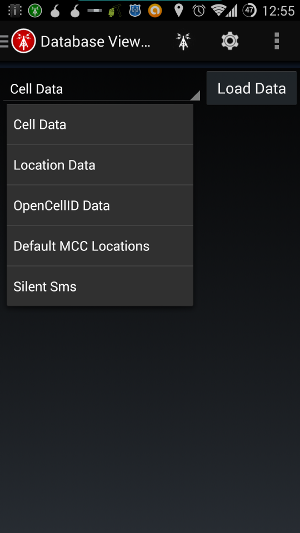 47 12:55
Database View...
Cell Data
Load Data
Cell Data
Location Data
OpenCellID Data
Default MCC Locations
Silent Sms